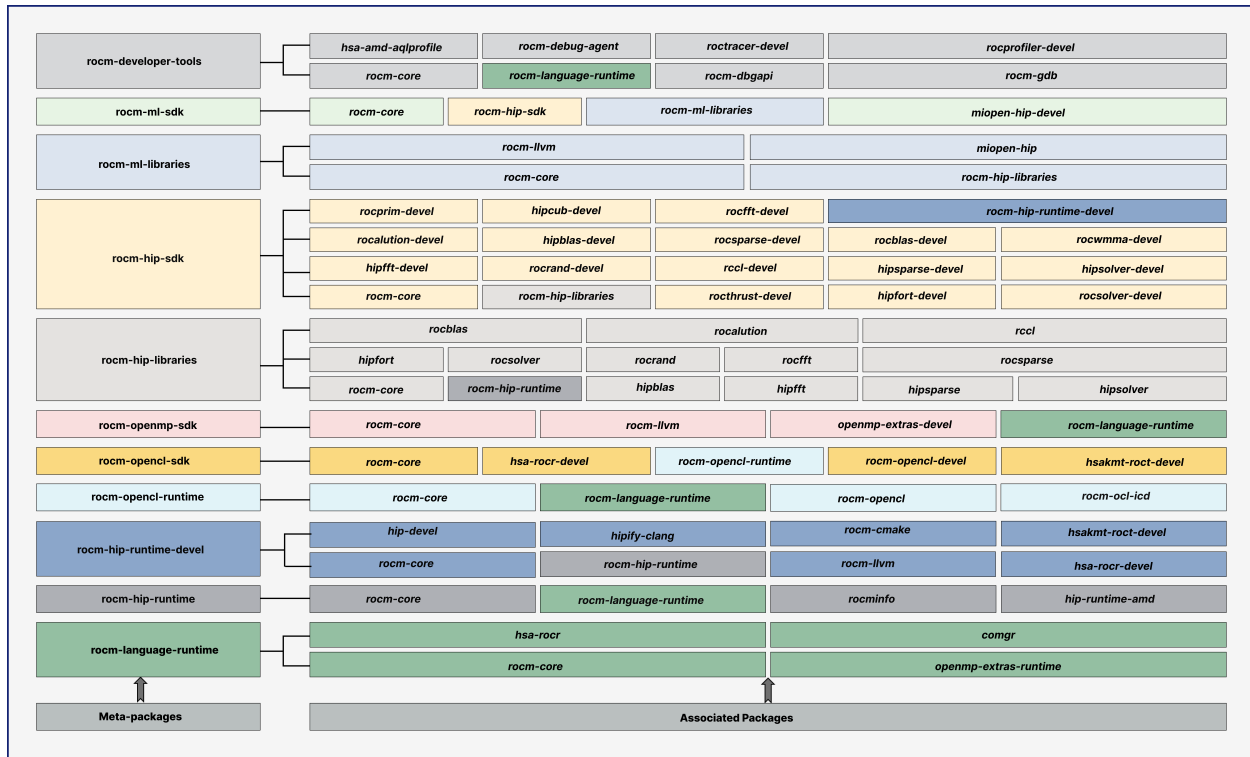 rocm-developer-tools
hsa-amd-aqlprofile
rocm-debug-agent
roctracer-devel
rocprofiler-devel
rocm-core
rocm-language-runtime
rocm-dbgapi
rocm-gdb
rocm-ml-sdk
rocm-core
rocm-hip-sdk
rocm-ml-libraries
miopen-hip-devel
rocm-ml-libraries
rocm-llvm
miopen-hip
rocm-core
rocm-hip-libraries
rocm-hip-sdk
rocprim-devel
hipcub-devel
rocfft-devel
rocm-hip-runtime-devel
rocalution-devel
hipblas-devel
rocsparse-devel
rocblas-devel
rocwmma-devel
hipfft-devel
rocrand-devel
rccl-devel
hipsparse-devel
hipsolver-devel
rocm-core
rocm-hip-libraries
rocthrust-devel
hipfort-devel
rocsolver-devel
rocm-hip-libraries
rocblas
rocalution
rccl
hipfort
rocsolver
rocrand
rocfft
rocsparse
rocm-core
rocm-hip-runtime
hipblas
hipfft
hipsparse
hipsolver
rocm-openmp-sdk
rocm-core
rocm-llvm
openmp-extras-devel
rocm-language-runtime
rocm-opencl-sdk
rocm-core
hsa-rocr-devel
rocm-opencl-runtime
rocm-opencl-devel
hsakmt-roct-devel
rocm-opencl-runtime
rocm-core
rocm-language-runtime
rocm-opencl
rocm-ocl-icd
rocm-hip-runtime-devel
hip-devel
hipify-clang
rocm-cmake
hsakmt-roct-devel
rocm-core
rocm-hip-runtime
rocm-llvm
hsa-rocr-devel
rocm-hip-runtime
rocm-core
rocm-language-runtime
rocminfo
hip-runtime-amd
rocm-language-runtime
hsa-rocr
comgr
rocm-core
openmp-extras-runtime
Meta-packages
Associated Packages